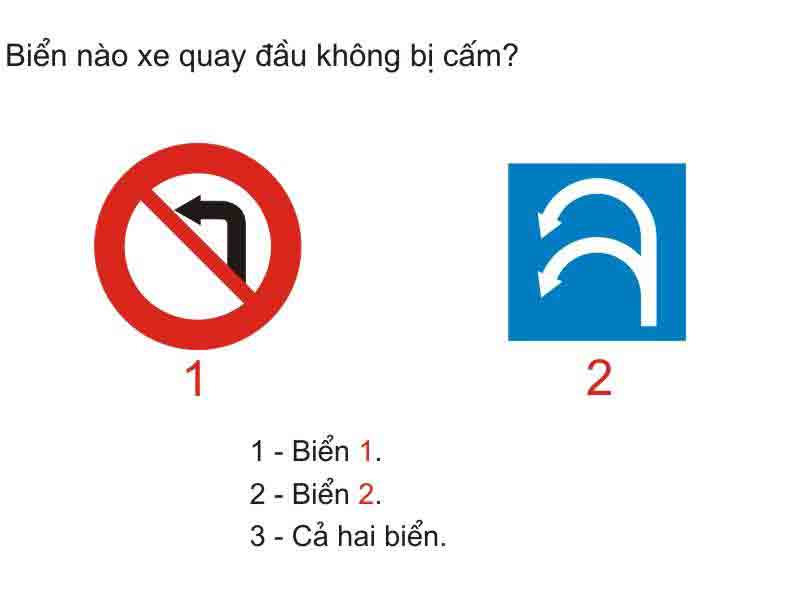 Biển nào xe quay đầu không bị cấm?
1
2
1 - Biển 1.
2 - Biển 2.
3 - Cả hai biển.